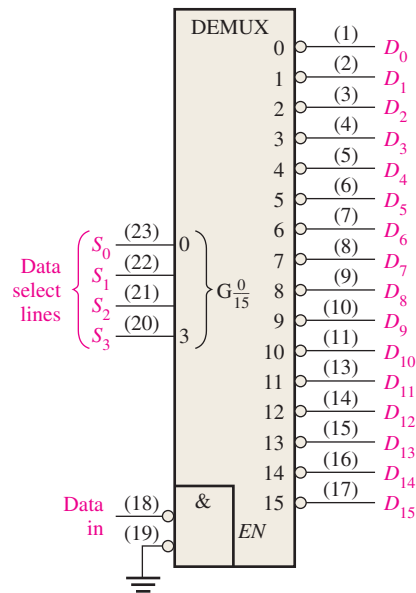 DEMUX
0 (1) D0
1 (2) D1
2 (3) D2
3 (4) D3
4 (5) D4
5 (6) D5
6 (7) D6
7 (8) D7
8 (9) D8
9 (10) D9
10 (11) D10
11 (13) D11
12 (14) D12
13 (15) D13
14 (16) D14
15 (17) D15
Data
select
lines
S0 (23) 0
S1 (22)
S2 (21)
S3 (20) 3
G 0/15
Data
in
(18)
(19)
&
EN